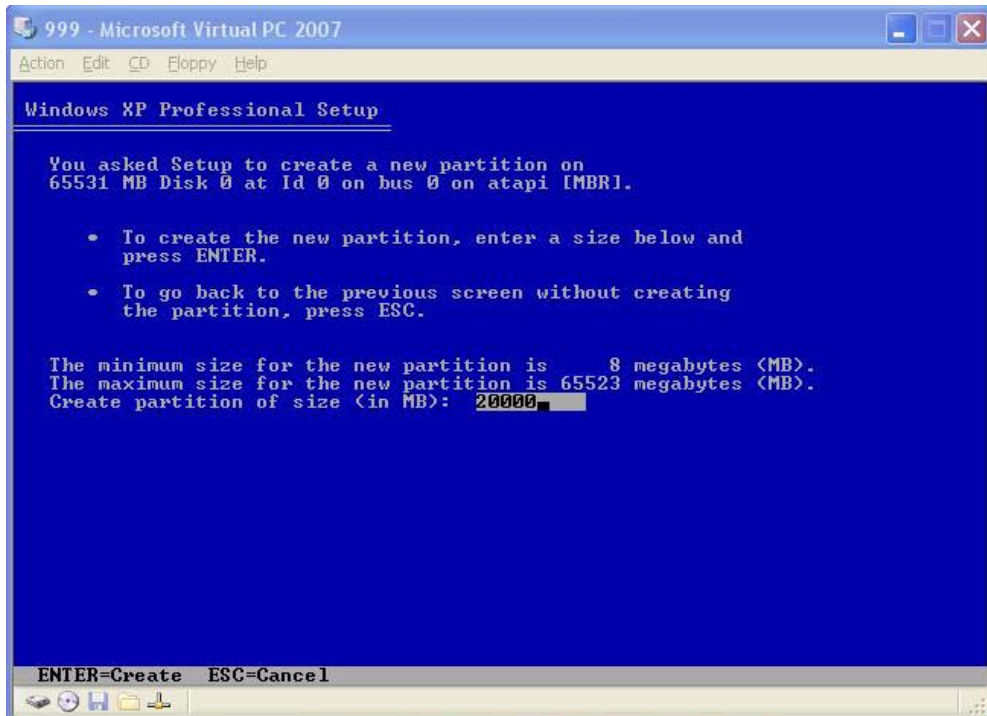 999 - Microsoft Virtual PC 2007
Action Edit CD Floppy Help
Windows XP Professional Setup
You asked Setup to create a new partition on
65531 MB Disk 0 at Id 0 on bus 0 on atapi [MBR].
• To create the new partition, enter a size below and
press ENTER.
• To go back to the previous screen without creating
the partition, press ESC.
The minimum size for the new partition is 8 megabytes (MB).
The maximum size for the new partition is 65523 megabytes (MB).
Create partition of size (in MB): 20000_
ENTER=Create ESC=Cancel